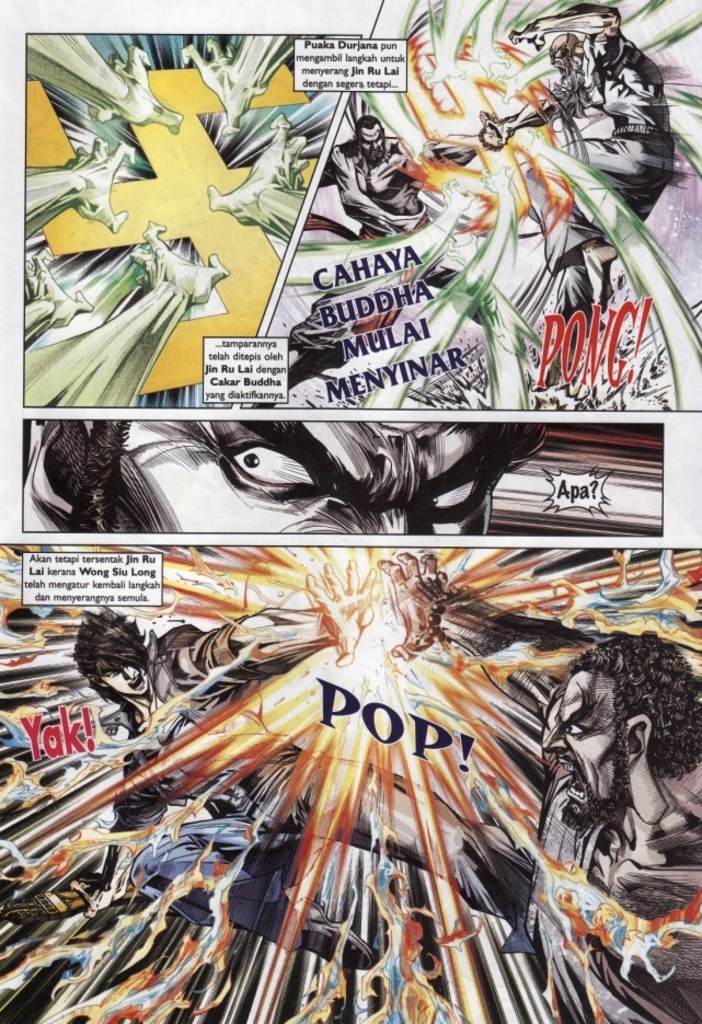 Puaka Durjana pun
mengambil langkah untuk
menyerang Jin Ru Lai
dengan segera tetapi...
...tamparannya
telah ditepis oleh
Jin Ru Lai dengan
Cakar Buddha
yang diaktifkannya.
CAHAYA
BUDDHA
MULAI
MENYINAR
PONG!
Apa?
Akan tetapi tersentak Jin Ru
Lai kerana Wong Siu Long
telah mengatur kembali langkah
dan menyerangnya semula.
POP!
Yak!